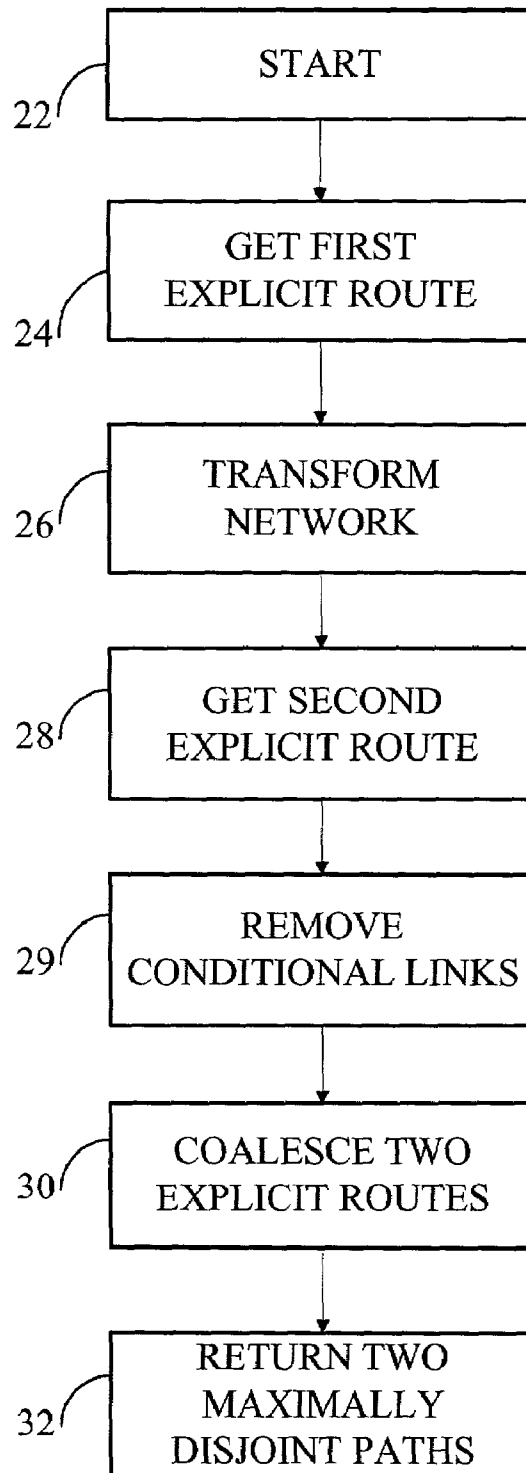 START
22
GET FIRST
EXPLICIT ROUTE
24
TRANSFORM
NETWORK
26
GET SECOND
EXPLICIT ROUTE
28
REMOVE
CONDITIONAL LINKS
29
COALESCE TWO
EXPLICIT ROUTES
30
RETURN TWO
MAXIMALLY
DISJOINT PATHS
32